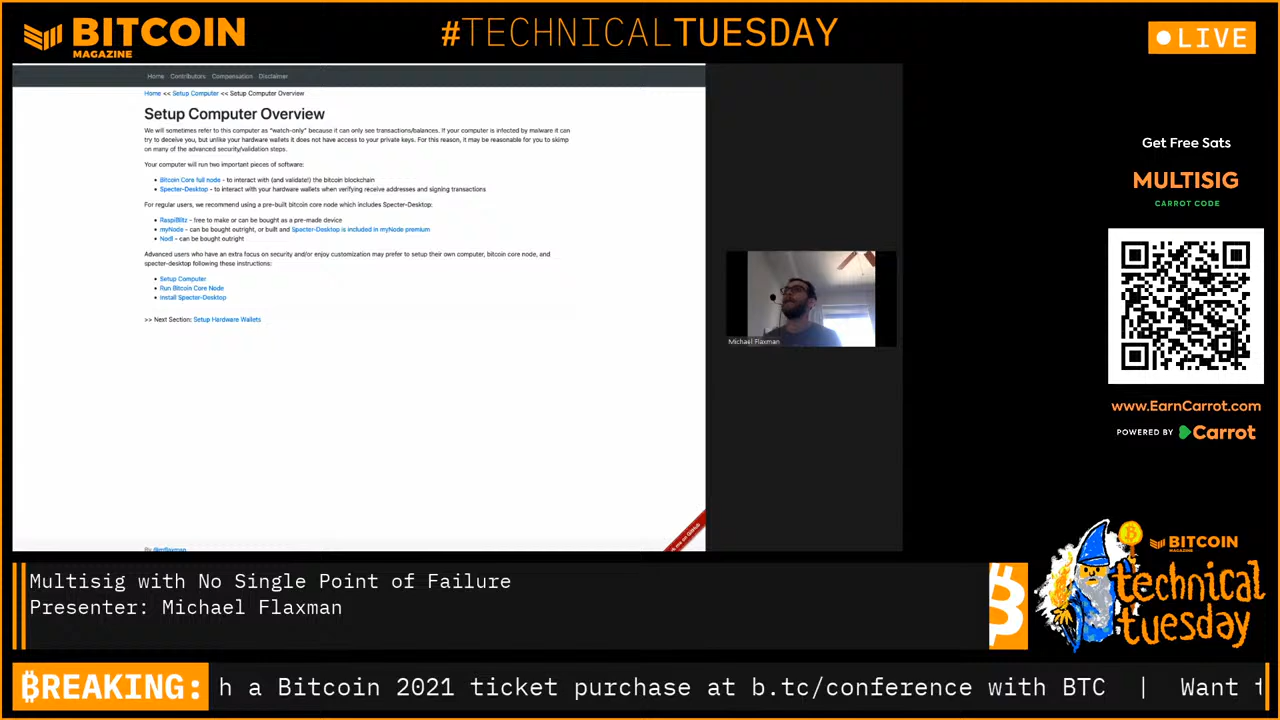 BITCOIN
MAGAZINE
#TECHNICALTUESDAY
LIVE
Home Contributors Compensation Disclaimer
Home << Setup Computer << Setup Computer Overview
Setup Computer Overview
We will sometimes refer to this computer as "watch-only" because it can only see transactions/balances. If your computer is infected by malware it can
try to deceive you, but unlike your hardware wallets it does not have access to your private keys. For this reason, it may be reasonable for you to skimp
on many of the advanced security/validation steps.
Your computer will run two important pieces of software:
• Bitcoin Core full node - to interact with (and validate!) the bitcoin blockchain
• Specter-Desktop - to interact with your hardware wallets when verifying receive addresses and signing transactions
For regular users, we recommend using a pre-built bitcoin core node which includes Specter-Desktop:
• RaspiBlitz - free to make or can be bought as a pre-made device
• myNode - can be bought outright, or built and Specter-Desktop is included in myNode premium
• Nodl - can be bought outright
Advanced users who have an extra focus on security and/or enjoy customization may prefer to setup their own computer, bitcoin core node, and
specter-desktop following these instructions:
• Setup Computer
• Run Bitcoin Core Node
• Install Specter-Desktop
>> Next Section: Setup Hardware Wallets
By @mflaxman
me on GitHub
Michael Flaxman
Get Free Sats
MULTISIG
CARROT CODE
www.EarnCarrot.com
POWERED BY Carrot
Multisig with No Single Point of Failure
Presenter: Michael Flaxman
BITCOIN
MAGAZINE
technical
tuesday
₿REAKING: h a Bitcoin 2021 ticket purchase at b.tc/conference with BTC | Want